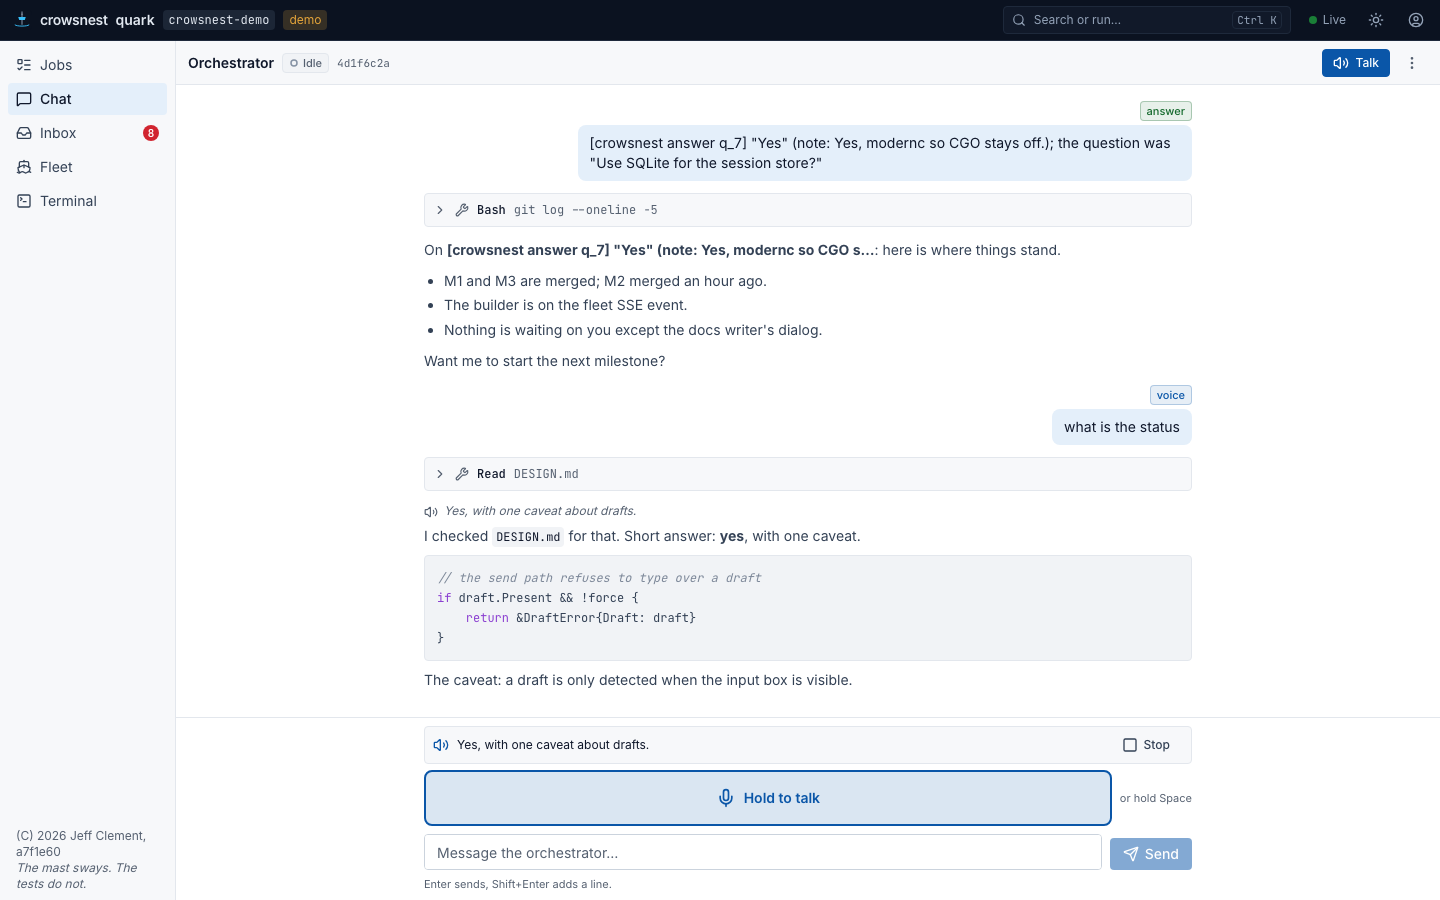 crowsnest quark crowsnest-demo demo
Search or run... Ctrl K
Live
Jobs
Chat
Inbox 8
Fleet
Terminal
Orchestrator Idle 4d1f6c2a
Talk
answer
[crowsnest answer q_7] "Yes" (note: Yes, modernc so CGO stays off.); the question was
"Use SQLite for the session store?"
Bash git log --oneline -5
On [crowsnest answer q_7] "Yes" (note: Yes, modernc so CGO s...: here is where things stand.
• M1 and M3 are merged; M2 merged an hour ago.
• The builder is on the fleet SSE event.
• Nothing is waiting on you except the docs writer's dialog.
Want me to start the next milestone?
voice
what is the status
Read DESIGN.md
Yes, with one caveat about drafts.
I checked DESIGN.md for that. Short answer: yes, with one caveat.
// the send path refuses to type over a draft
if draft.Present && !force {
    return &DraftError{Draft: draft}
}
The caveat: a draft is only detected when the input box is visible.
Yes, with one caveat about drafts.
Stop
Hold to talk
or hold Space
Message the orchestrator...
Send
Enter sends, Shift+Enter adds a line.
(C) 2026 Jeff Clement,
a7f1e60
The mast sways. The
tests do not.